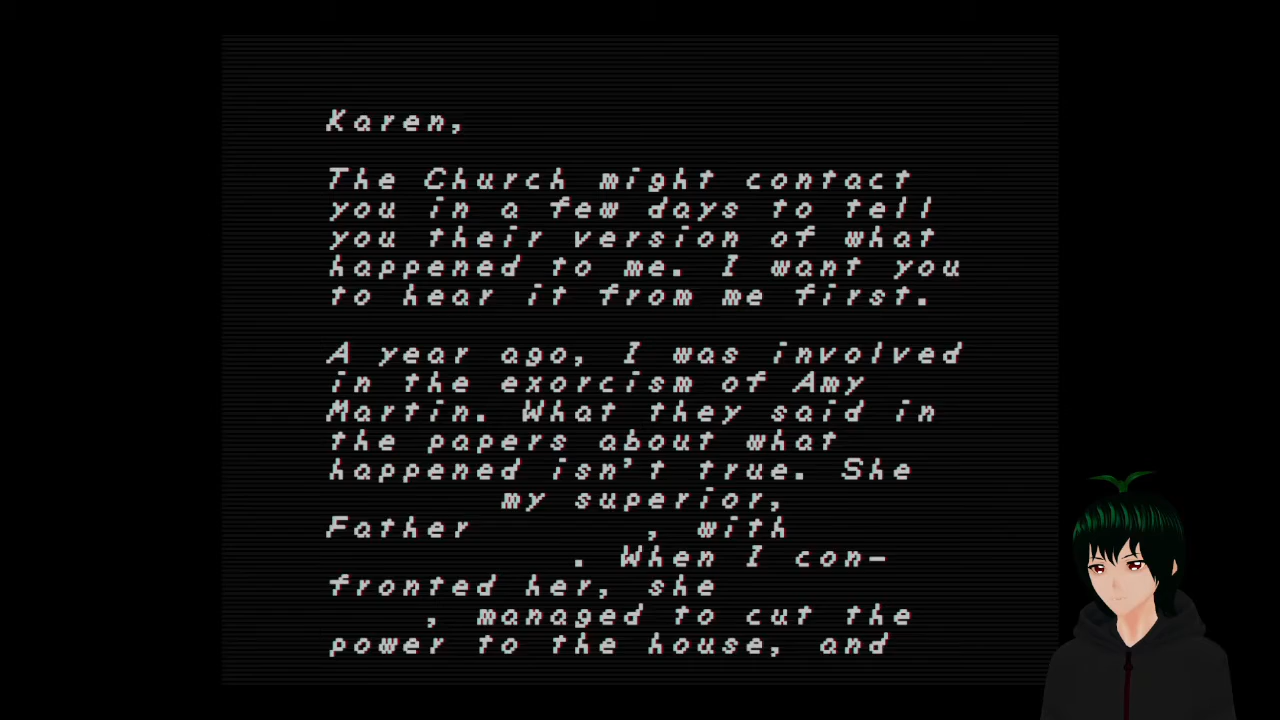 Karen,
The Church might contact
you in a few days to tell
you their version of what
happened to me. I want you
to hear it from me first.
A year ago, I was involved
in the exorcism of Amy
Martin. What they said in
the papers about what
happened isn't true. She
my superior,
Father , with
. When I con-
fronted her, she
, managed to cut the
power to the house, and